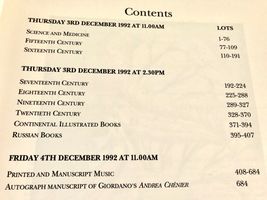 Contents
THURSDAY 3RD DECEMBER 1992 AT 11.00AM LOTS
SCIENCE AND MEDICINE 1-76
FIFTEENTH CENTURY 77-109
SIXTEENTH CENTURY 110-191
THURSDAY 3RD DECEMBER 1992 AT 2.30PM
SEVENTEENTH CENTURY 192-224
EIGHTEENTH CENTURY 225-288
NINETEENTH CENTURY 289-327
TWENTIETH CENTURY 328-370
CONTINENTAL ILLUSTRATED BOOKS 371-394
RUSSIAN BOOKS 395-407
FRIDAY 4TH DECEMBER 1992 AT 11.00AM
PRINTED AND MANUSCRIPT MUSIC 408-684
AUTOGRAPH MANUSCRIPT OF GIORDANO'S ANDREA CHÉNIER 684